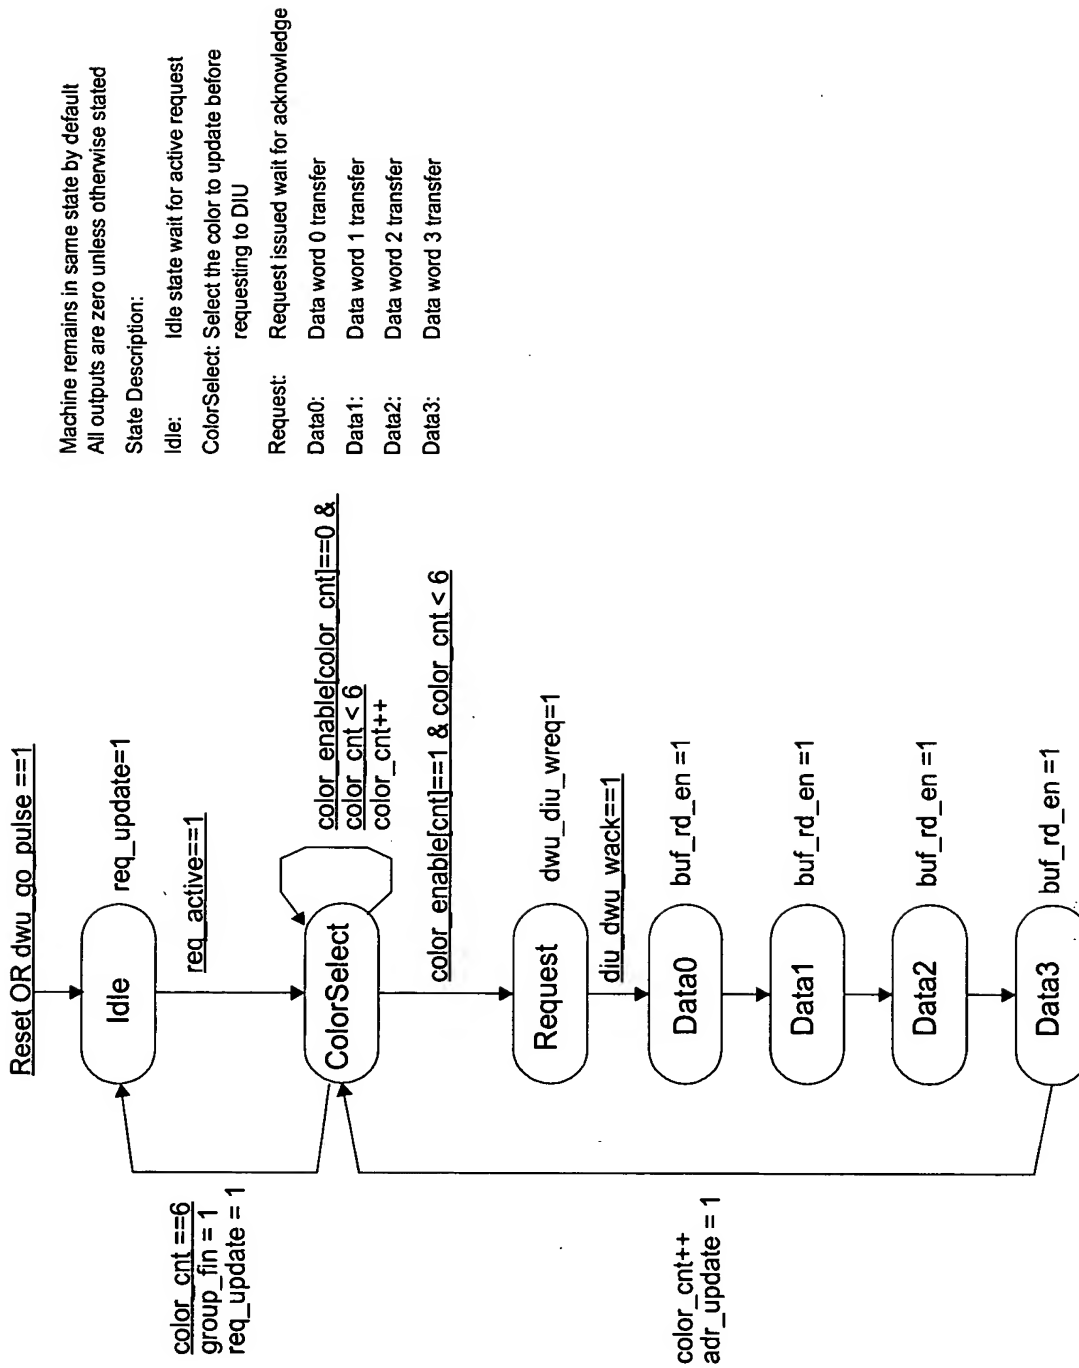 Machine remains in same state by default
All outputs are zero unless otherwise stated
State Description:
Idle: Idle state wait for active request
ColorSelect: Select the color to update before
requesting to DIU
Request: Request issued wait for acknowledge
Data0: Data word 0 transfer
Data1: Data word 1 transfer
Data2: Data word 2 transfer
Data3: Data word 3 transfer
Reset OR dwu_go_pulse ==1
Idle
req_update=1
req_active==1
ColorSelect
color_enable[color_cnt]==0 &
color_cnt < 6
color_cnt++
color_enable[cnt]==1 & color_cnt < 6
Request
dwu_diu_wreq=1
diu_dwu_wack==1
Data0
buf_rd_en =1
Data1
buf_rd_en =1
Data2
buf_rd_en =1
Data3
buf_rd_en =1
color_cnt ==6
group_fin = 1
req_update = 1
color_cnt++
adr_update = 1